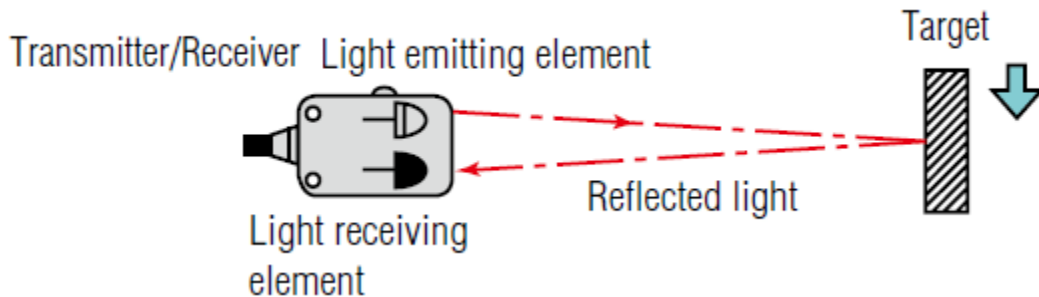 Target
Transmitter/Receiver
Light emitting element
Reflected light
Light receiving
element